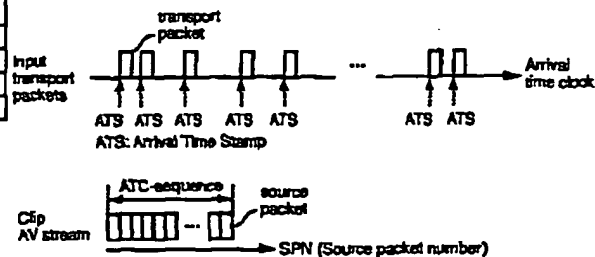 transport
packet
Input
transport
packets
...
Arrival
time clock
ATS ATS ATS ATS ATS ATS ATS
ATS: Arrival Time Stamp
ATC-sequence
source
packet
Clip
AV stream
...
SPN (Source packet number)